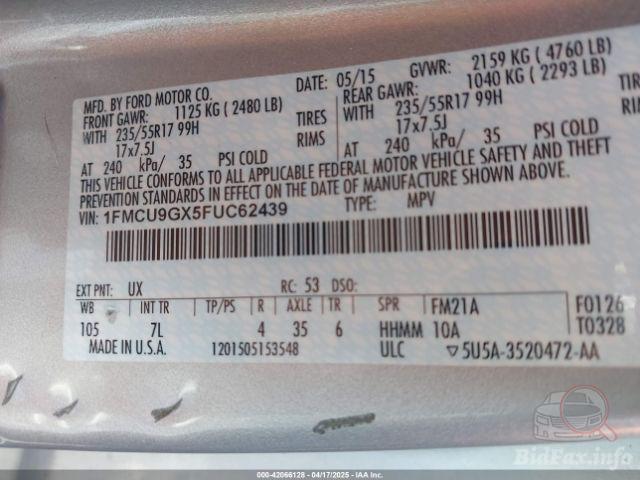 MFD. BY FORD MOTOR CO. DATE: 05/15 GVWR: 2159 KG ( 4760 LB)
FRONT GAWR: 1125 KG ( 2480 LB) REAR GAWR: 1040 KG ( 2293 LB)
WITH 235/55R17 99H TIRES WITH 235/55R17 99H
17x7.5J RIMS 17x7.5J
AT 240 kPa/ 35 PSI COLD AT 240 kPa/ 35 PSI COLD
THIS VEHICLE CONFORMS TO ALL APPLICABLE FEDERAL MOTOR VEHICLE SAFETY AND THEFT
PREVENTION STANDARDS IN EFFECT ON THE DATE OF MANUFACTURE SHOWN ABOVE.
VIN: 1FMCU9GX5FUC62439 TYPE: MPV
EXT PNT: UX RC: 53 DSO:
WB INT TR TP/PS R AXLE TR SPR FM21A F0126
105 7L 4 35 6 HHMM 10A T0328
MADE IN U.S.A. 1201505153548 ULC ▽5U5A-3520472-AA
BidFax.info
000-42066128 - 04/17/2025 - IAA Inc.